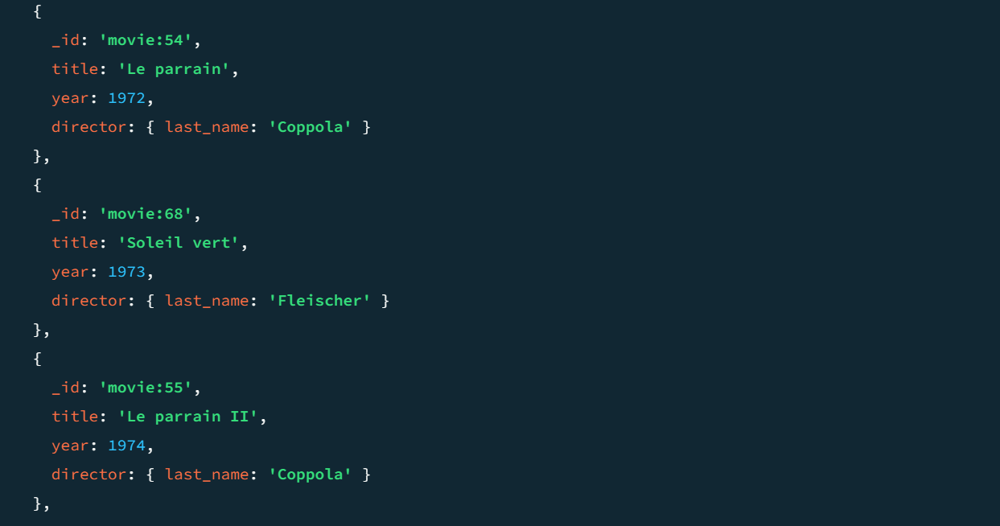 {
_id: 'movie:54',
title: 'Le parrain',
year: 1972,
director: { last_name: 'Coppola' }
},
{
_id: 'movie:68',
title: 'Soleil vert',
year: 1973,
director: { last_name: 'Fleischer' }
},
{
_id: 'movie:55',
title: 'Le parrain II',
year: 1974,
director: { last_name: 'Coppola' }
},